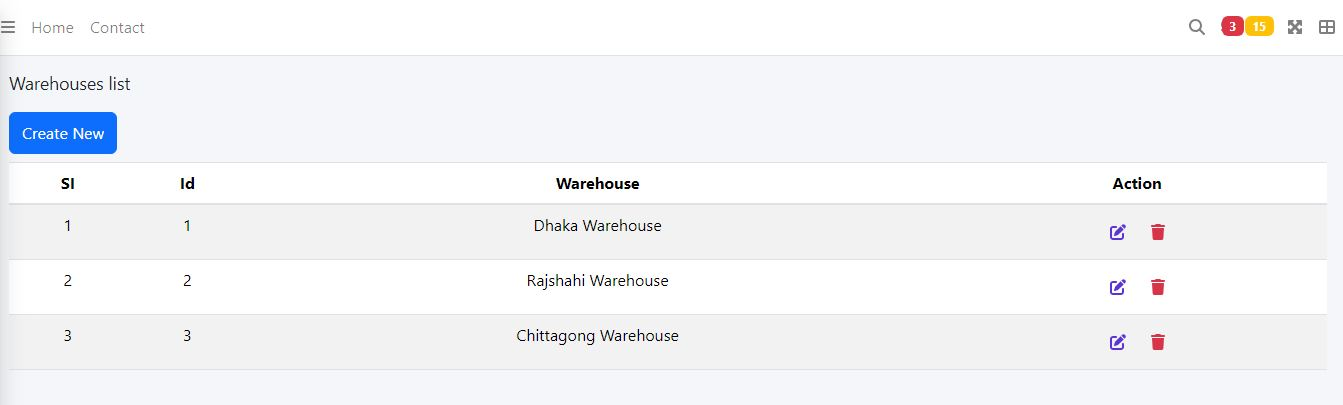 Home Contact 3 15
Warehouses list
Create New
SI Id Warehouse Action
1 1 Dhaka Warehouse
2 2 Rajshahi Warehouse
3 3 Chittagong Warehouse